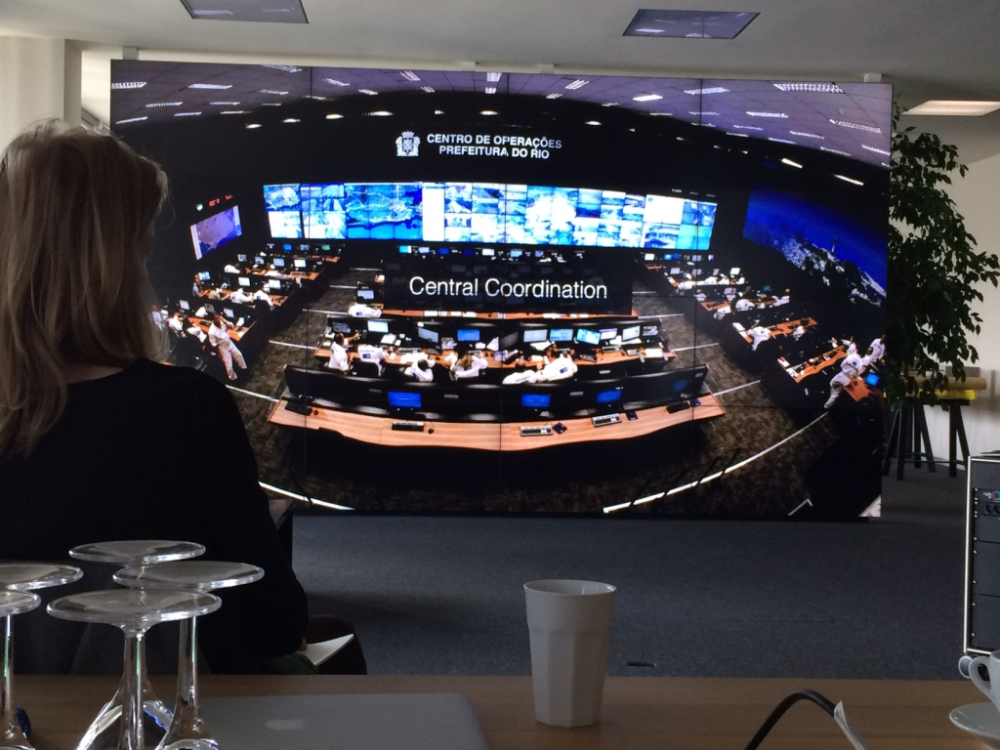 CENTRO DE OPERAÇÕES
PREFEITURA DO RIO
Central Coordination